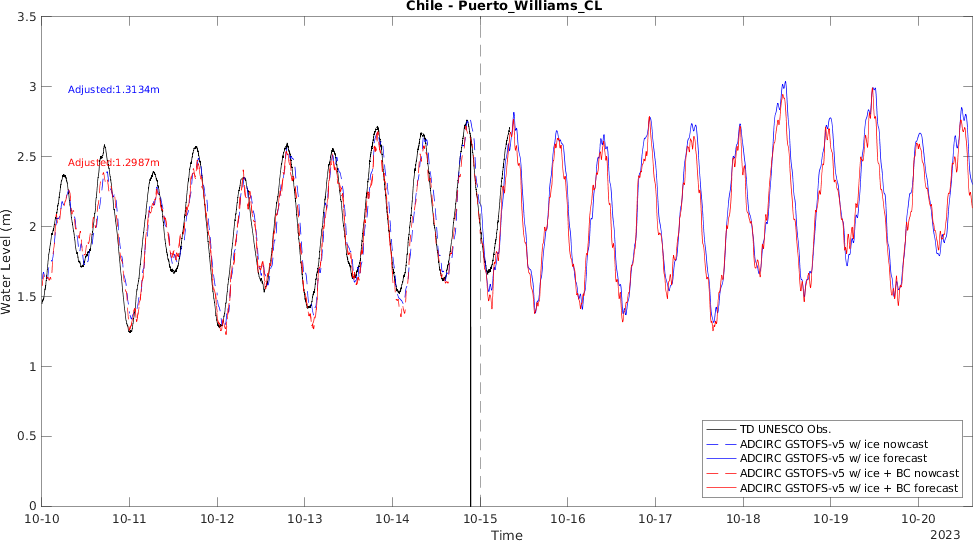 Chile - Puerto_Williams_CL
3.5
3
2.5
2
1.5
1
0.5
0
Water Level (m)
Adjusted:1.3134m
Adjusted:1.2987m
TD UNESCO Obs.
ADCIRC GSTOFS-v5 w/ ice nowcast
ADCIRC GSTOFS-v5 w/ ice forecast
ADCIRC GSTOFS-v5 w/ ice + BC nowcast
ADCIRC GSTOFS-v5 w/ ice + BC forecast
10-10 10-11 10-12 10-13 10-14 10-15 10-16 10-17 10-18 10-19 10-20
Time
2023